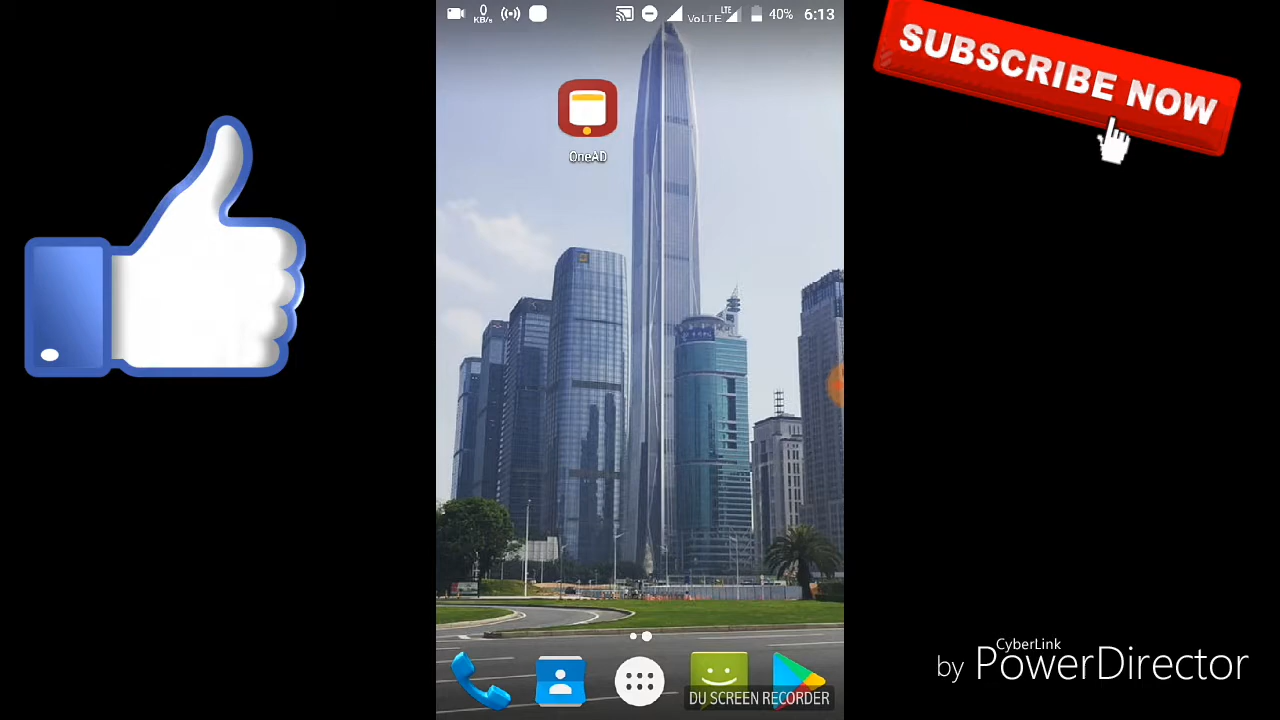 0
KB/s
VoLTE
LTE
40%
6:13
SUBSCRIBE NOW
OneAD
DU SCREEN RECORDER
CyberLink
by PowerDirector